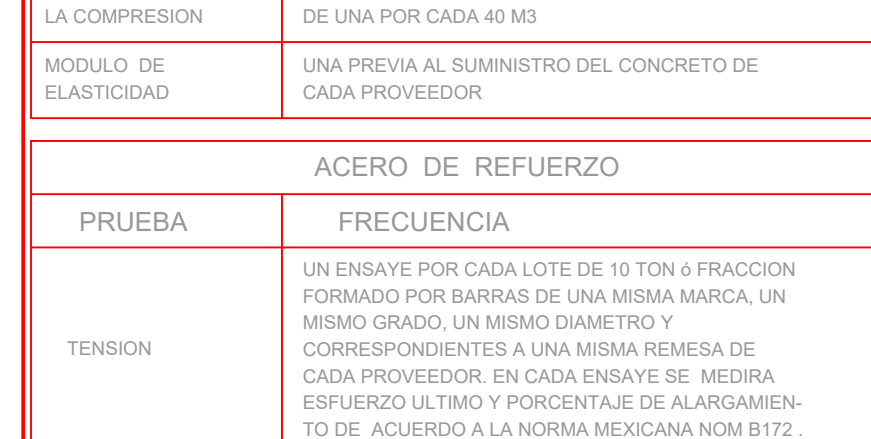 LA COMPRESION
DE UNA POR CADA 40 M3
MODULO DE
ELASTICIDAD
UNA PREVIA AL SUMINISTRO DEL CONCRETO DE
CADA PROVEEDOR
ACERO DE REFUERZO
PRUEBA
FRECUENCIA
TENSION
UN ENSAYE POR CADA LOTE DE 10 TON ó FRACCION
FORMADO POR BARRAS DE UNA MISMA MARCA, UN
MISMO GRADO, UN MISMO DIAMETRO Y
CORRESPONDIENTES A UNA MISMA REMESA DE
CADA PROVEEDOR. EN CADA ENSAYE SE MEDIRA
ESFUERZO ULTIMO Y PORCENTAJE DE ALARGAMIEN-
TO DE ACUERDO A LA NORMA MEXICANA NOM B172 .